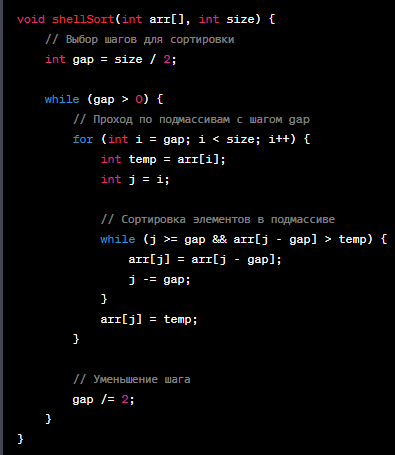 void shellSort(int arr[], int size) {
    // Выбор шагов для сортировки
    int gap = size / 2;

    while (gap > 0) {
        // Проход по подмассивам с шагом gap
        for (int i = gap; i < size; i++) {
            int temp = arr[i];
            int j = i;

            // Сортировка элементов в подмассиве
            while (j >= gap && arr[j - gap] > temp) {
                arr[j] = arr[j - gap];
                j -= gap;
            }
            arr[j] = temp;
        }

        // Уменьшение шага
        gap /= 2;
    }
}